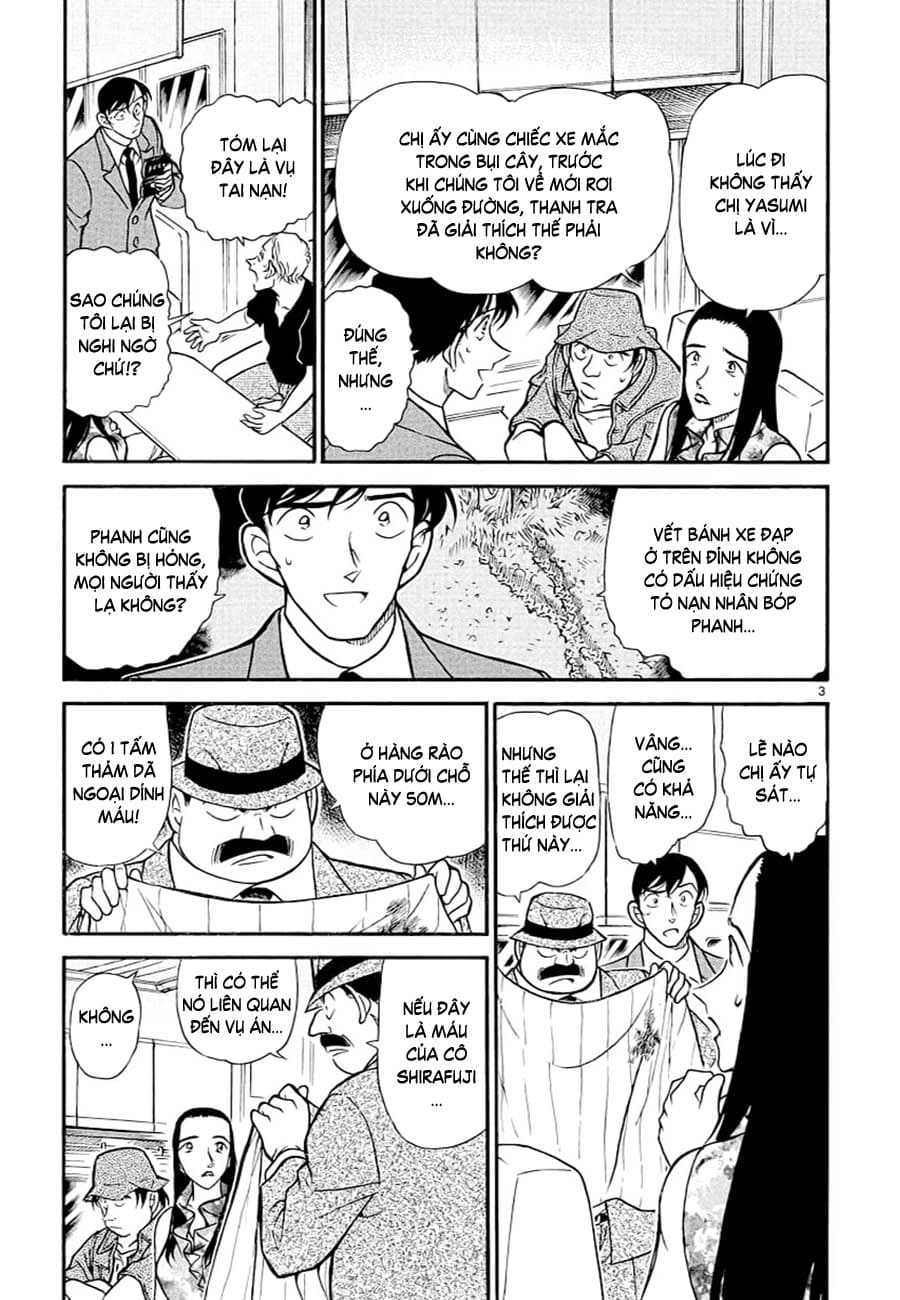 LÚC ĐI
KHÔNG THẤY
CHỊ YASUMI
LÀ VÌ...
CHỊ ẤY CÙNG CHIẾC XE MẮC
TRONG BỤI CÂY, TRƯỚC
KHI CHÚNG TÔI VỀ MỚI RƠI
XUỐNG ĐƯỜNG, THANH TRA
ĐÃ GIẢI THÍCH THẾ PHẢI
KHÔNG?
ĐÚNG
THẾ,
NHƯNG
...
TÓM LẠI
ĐÂY LÀ VỤ
TAI NẠN!
SAO CHÚNG
TÔI LẠI BỊ
NGHI NGỜ
CHỨ!?
VẾT BÁNH XE ĐẠP
Ở TRÊN ĐỈNH KHÔNG
CÓ DẤU HIỆU CHỨNG
TỎ NẠN NHÂN BÓP
PHANH...
PHANH CŨNG
KHÔNG BỊ HỎNG,
MỌI NGƯỜI THẤY
LẠ KHÔNG?
3
LẼ NÀO
CHỊ ẤY TỰ
SÁT...
VÂNG...
CŨNG
CÓ KHẢ
NĂNG...
NHƯNG
THẾ THÌ LẠI
KHÔNG GIẢI
THÍCH ĐƯỢC
THỨ NÀY...
Ở HÀNG RÀO
PHÍA DƯỚI CHỖ
NÀY 50M...
CÓ 1 TẤM
THẢM DÃ
NGOẠI DÍNH
MÁU!
NẾU ĐÂY
LÀ MÁU
CỦA CÔ
SHIRAFUJI
...
THÌ CÓ THỂ
NÓ LIÊN QUAN
ĐẾN VỤ ÁN...
KHÔNG
...